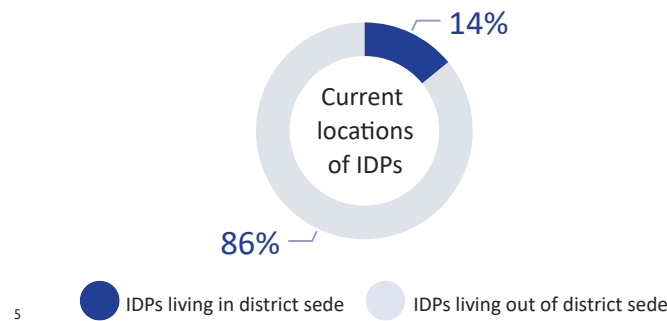 14%
Current
locations
of IDPs
86%
5
IDPs living in district sede
IDPs living out of district sede